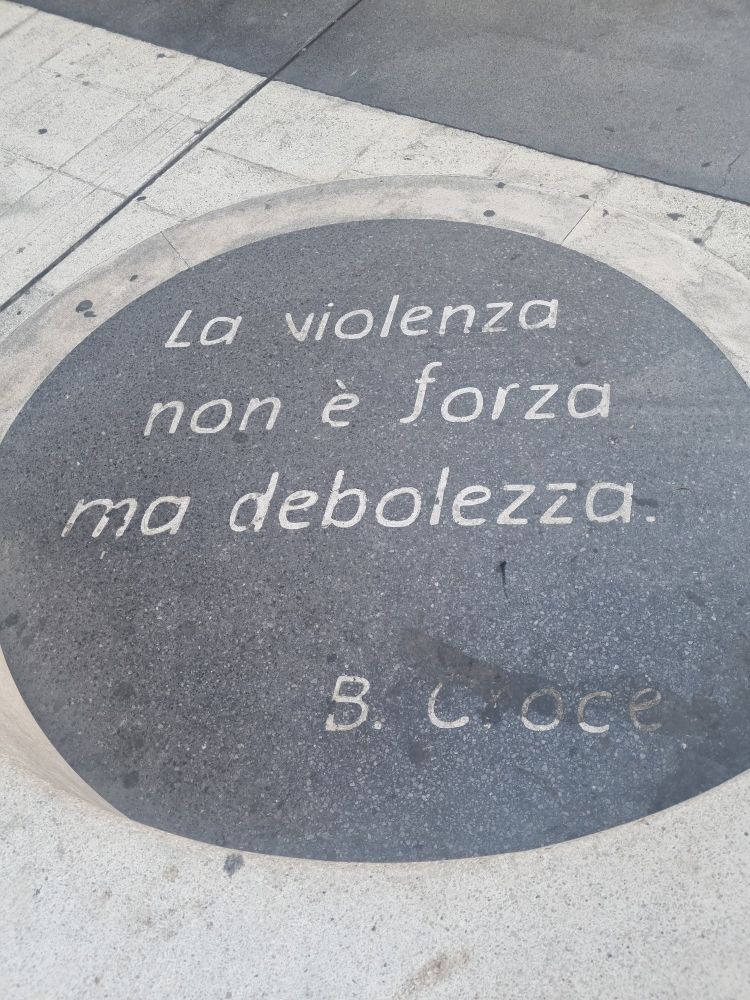 La violenza
non è forza
ma debolezza.
B. Croce